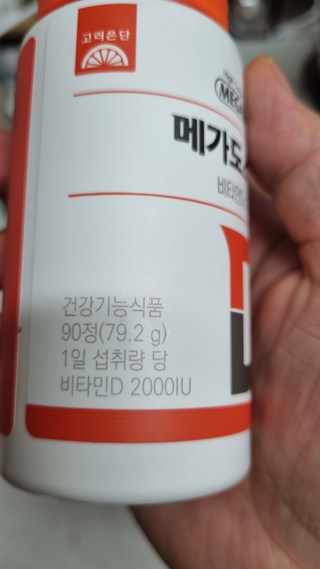 고려은단
MEGA
메가도
비타민
건강기능식품
90정(79.2 g)
1일 섭취량 당
비타민D 2000IU